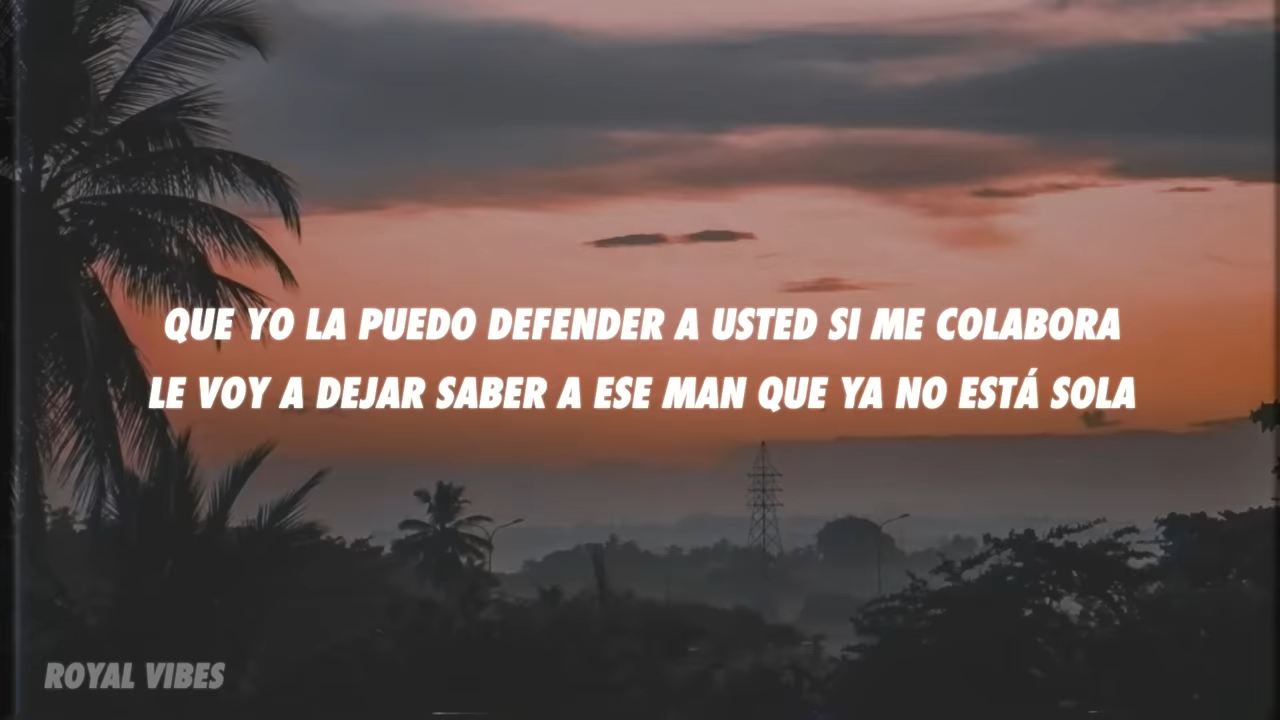 QUE YO LA PUEDO DEFENDER A USTED SI ME COLABORA
LE VOY A DEJAR SABER A ESE MAN QUE YA NO ESTÁ SOLA
ROYAL VIBES